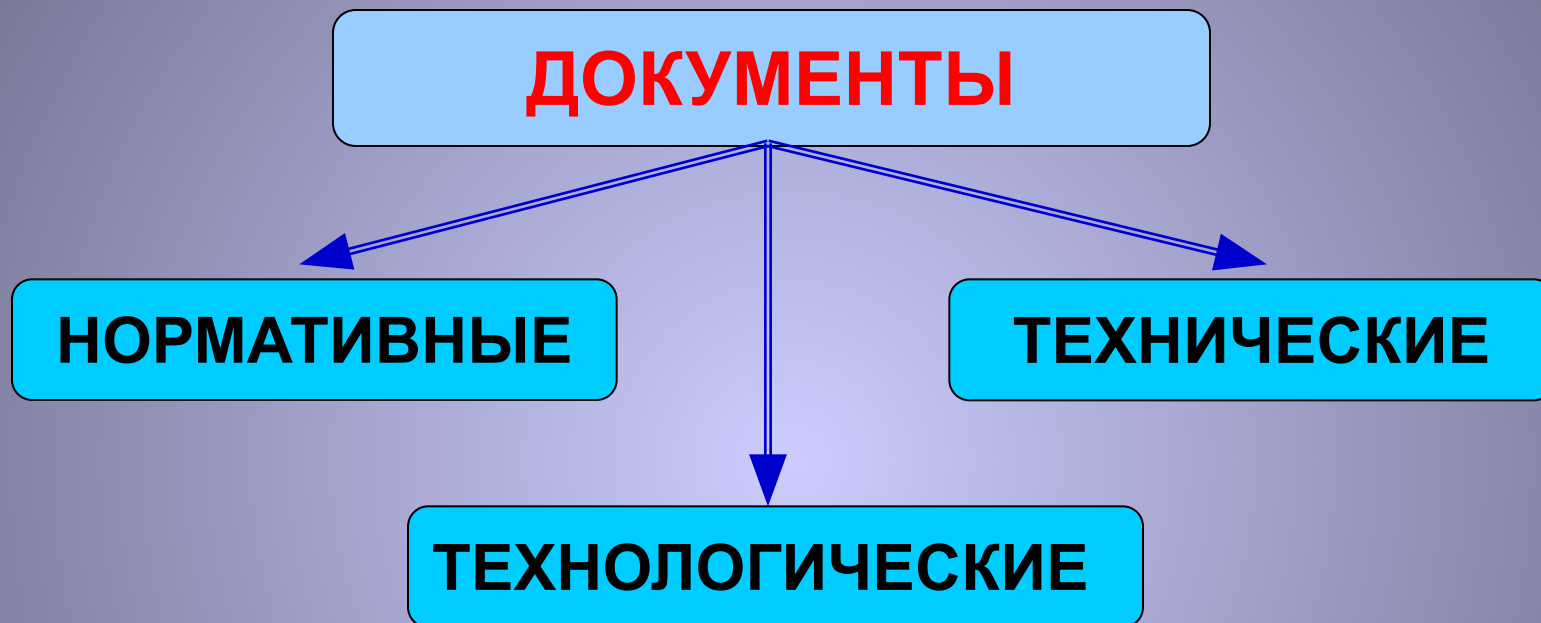 ДОКУМЕНТЫ
НОРМАТИВНЫЕ
ТЕХНИЧЕСКИЕ
ТЕХНОЛОГИЧЕСКИЕ